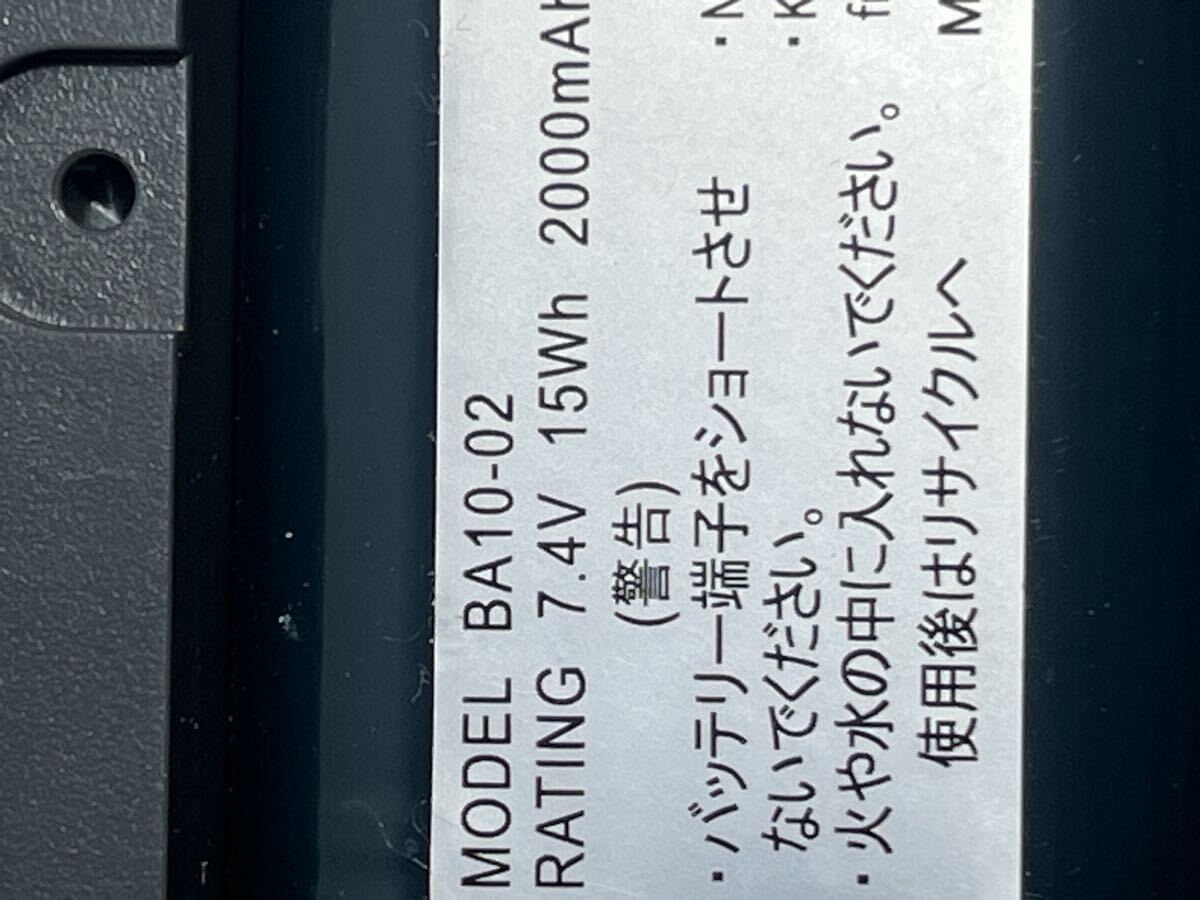 MODEL BA10-02
RATING 7.4V 15Wh 2000mAh
(警告)
・バッテリー端子をショートさせ
ないでください。
・火や水の中に入れないでください。
使用後はリサイクルへ